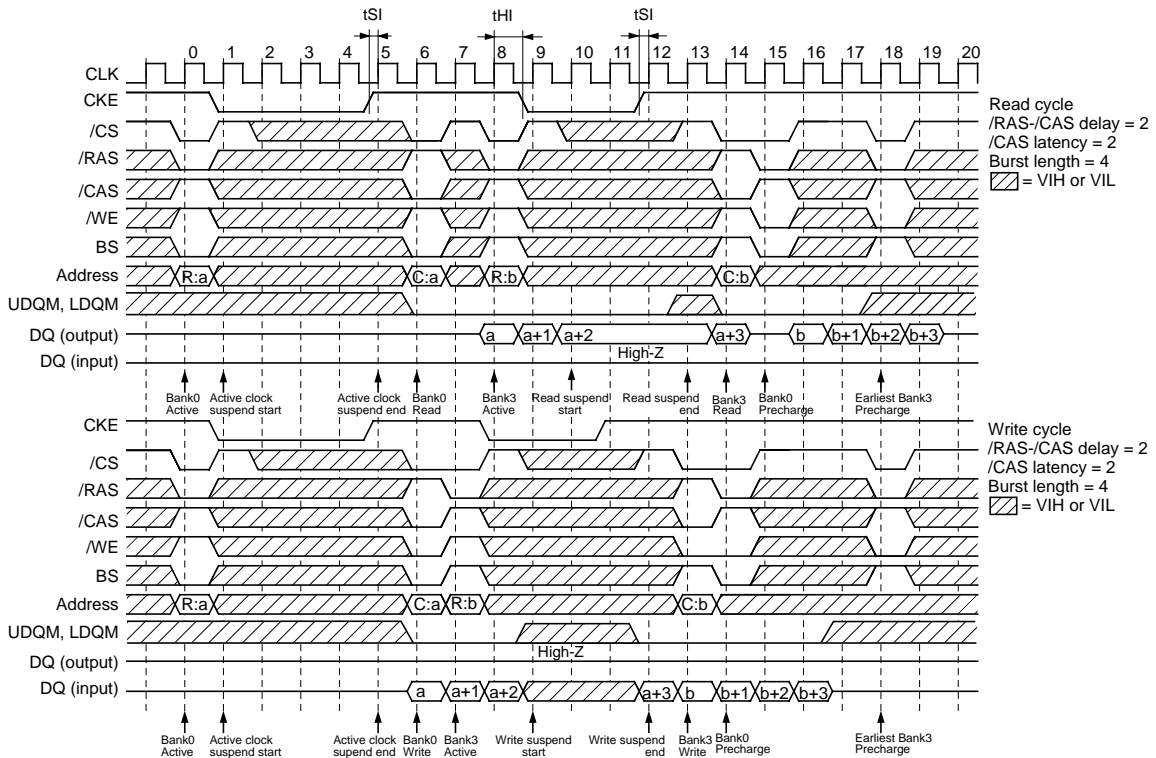 tSI tHI tSI
0 1 2 3 4 5 6 7 8 9 10 11 12 13 14 15 16 17 18 19 20
CLK
CKE
/CS
/RAS
/CAS
/WE
BS
Address R:a C:a R:b C:b
UDQM, LDQM
DQ (output) a a+1 a+2 a+3 b b+1 b+2 b+3
High-Z
DQ (input)
Read cycle
/RAS-/CAS delay = 2
/CAS latency = 2
Burst length = 4
= VIH or VIL
Bank0
Active
Active clock
suspend start
Active clock
suspend end
Bank0
Read
Bank3
Active
Read suspend
start
Read suspend
end
Bank3
Read
Bank0
Precharge
Earliest Bank3
Precharge
CKE
/CS
/RAS
/CAS
/WE
BS
Address R:a C:a R:b C:b
UDQM, LDQM
High-Z
DQ (output)
DQ (input) a a+1 a+2 a+3 b b+1 b+2 b+3
Write cycle
/RAS-/CAS delay = 2
/CAS latency = 2
Burst length = 4
= VIH or VIL
Bank0
Active
Active clock
suspend start
Active clock
supend end
Bank0
Write
Bank3
Active
Write suspend
start
Write suspend
end
Bank3
Write
Bank0
Precharge
Earliest Bank3
Precharge